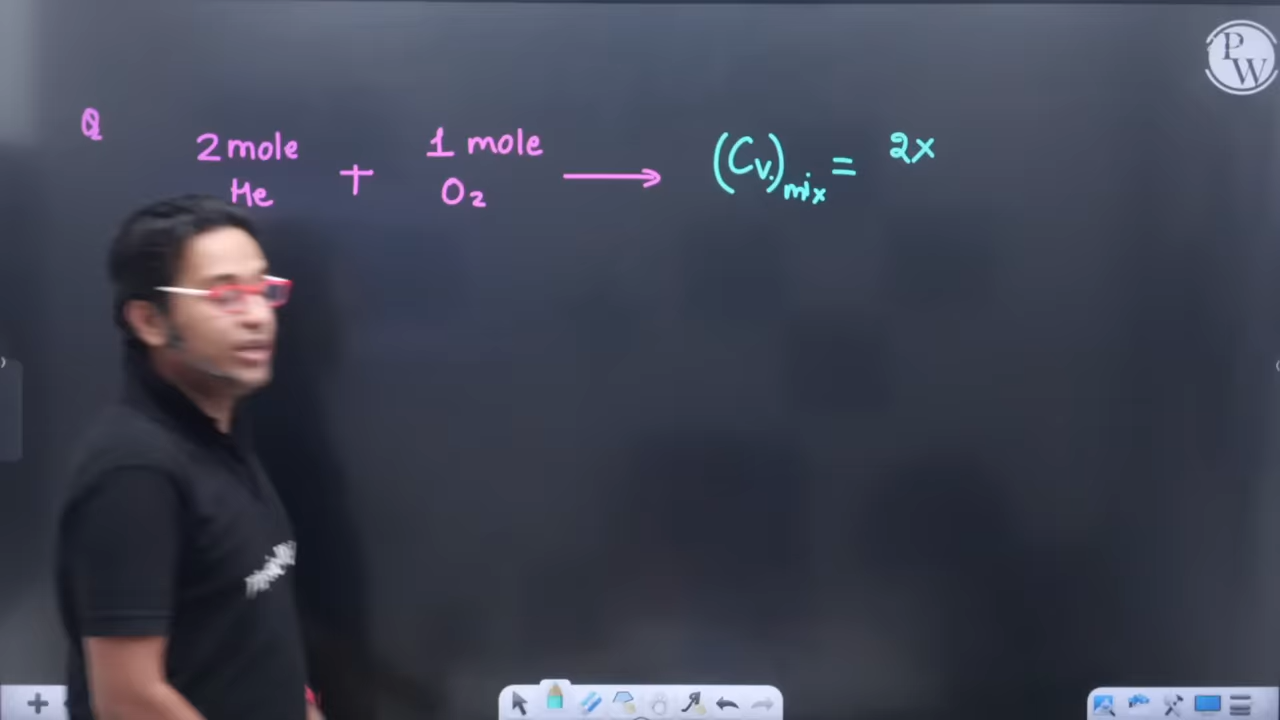 PW
Q
2 mole + 1 mole → (Cv.)mix = 2x
He O2